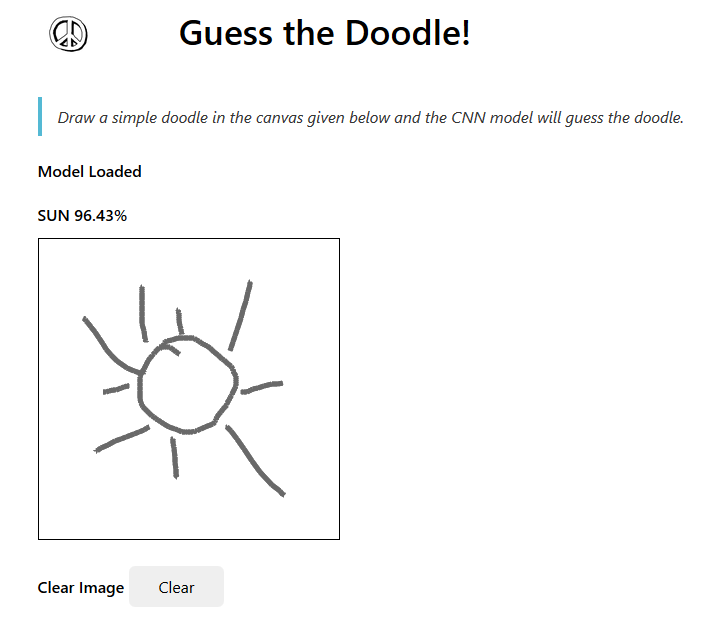 Guess the Doodle!
Draw a simple doodle in the canvas given below and the CNN model will guess the doodle.
Model Loaded
SUN 96.43%
Clear Image Clear